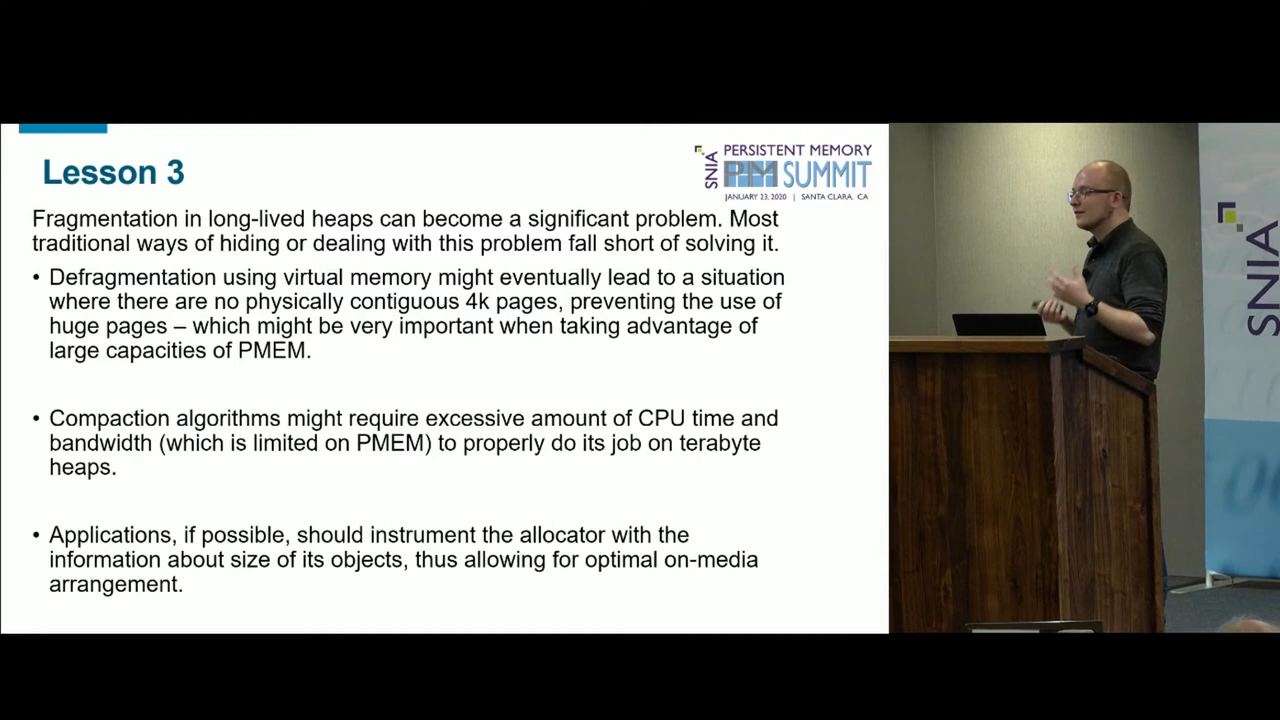 Lesson 3
SNIA
PERSISTENT MEMORY
PM SUMMIT
JANUARY 23, 2020 | SANTA CLARA, CA
Fragmentation in long-lived heaps can become a significant problem. Most
traditional ways of hiding or dealing with this problem fall short of solving it.
• Defragmentation using virtual memory might eventually lead to a situation
where there are no physically contiguous 4k pages, preventing the use of
huge pages – which might be very important when taking advantage of
large capacities of PMEM.
• Compaction algorithms might require excessive amount of CPU time and
bandwidth (which is limited on PMEM) to properly do its job on terabyte
heaps.
• Applications, if possible, should instrument the allocator with the
information about size of its objects, thus allowing for optimal on-media
arrangement.
SNIA